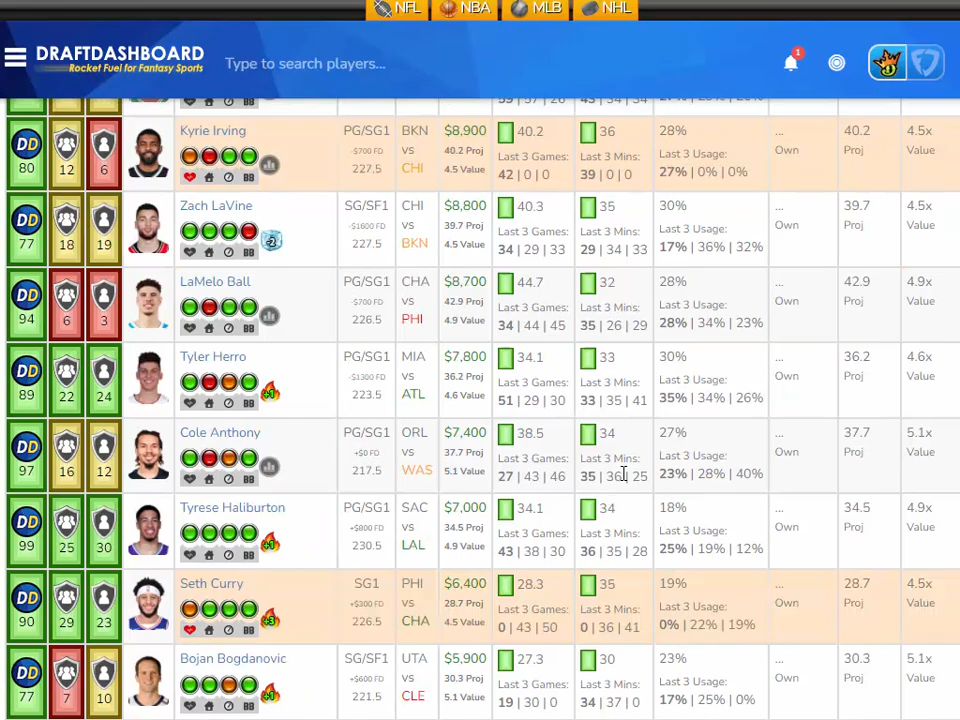 NFL NBA MLB NHL
DRAFTDASHBOARD
Rocket Fuel for Fantasy Sports
Type to search players...
1
59 | 57 | 26 43 | 34 | 34
DD 80 12 6 Kyrie Irving PG/SG1 -$700 FD 227.5 BKN vs CHI $8,900 40.2 Proj 4.5 Value 40.2 Last 3 Games: 42 | 0 | 0 36 Last 3 Mins: 39 | 0 | 0 28% Last 3 Usage: 27% | 0% | 0% ... Own 40.2 Proj 4.5x Value
DD 77 18 19 Zach LaVine -2 SG/SF1 -$1600 FD 227.5 CHI vs BKN $8,800 39.7 Proj 4.5 Value 40.3 Last 3 Games: 34 | 29 | 33 35 Last 3 Mins: 29 | 34 | 33 30% Last 3 Usage: 17% | 36% | 32% ... Own 39.7 Proj 4.5x Value
DD 94 6 3 LaMelo Ball PG/SG1 -$700 FD 226.5 CHA vs PHI $8,700 42.9 Proj 4.9 Value 44.7 Last 3 Games: 34 | 44 | 45 32 Last 3 Mins: 35 | 26 | 29 28% Last 3 Usage: 28% | 34% | 23% ... Own 42.9 Proj 4.9x Value
DD 89 22 24 Tyler Herro +1 PG/SG1 -$1300 FD 223.5 MIA vs ATL $7,800 36.2 Proj 4.6 Value 34.1 Last 3 Games: 51 | 29 | 30 33 Last 3 Mins: 33 | 35 | 41 30% Last 3 Usage: 35% | 34% | 26% ... Own 36.2 Proj 4.6x Value
DD 97 16 12 Cole Anthony PG/SG1 +$0 FD 217.5 ORL vs WAS $7,400 37.7 Proj 5.1 Value 38.5 Last 3 Games: 27 | 43 | 46 34 Last 3 Mins: 35 | 36 | 25 27% Last 3 Usage: 23% | 28% | 40% ... Own 37.7 Proj 5.1x Value
DD 99 25 30 Tyrese Haliburton +1 PG/SG1 +$800 FD 230.5 SAC vs LAL $7,000 34.5 Proj 4.9 Value 34.1 Last 3 Games: 43 | 38 | 30 34 Last 3 Mins: 36 | 35 | 28 18% Last 3 Usage: 25% | 19% | 12% ... Own 34.5 Proj 4.9x Value
DD 90 29 23 Seth Curry +3 SG1 +$300 FD 226.5 PHI vs CHA $6,400 28.7 Proj 4.5 Value 28.3 Last 3 Games: 0 | 43 | 50 35 Last 3 Mins: 0 | 36 | 41 19% Last 3 Usage: 0% | 22% | 19% ... Own 28.7 Proj 4.5x Value
DD 77 7 10 Bojan Bogdanovic +1 SG/SF1 +$600 FD 221.5 UTA vs CLE $5,900 30.3 Proj 5.1 Value 27.3 Last 3 Games: 19 | 30 | 0 30 Last 3 Mins: 34 | 37 | 0 23% Last 3 Usage: 17% | 25% | 0% ... Own 30.3 Proj 5.1x Value